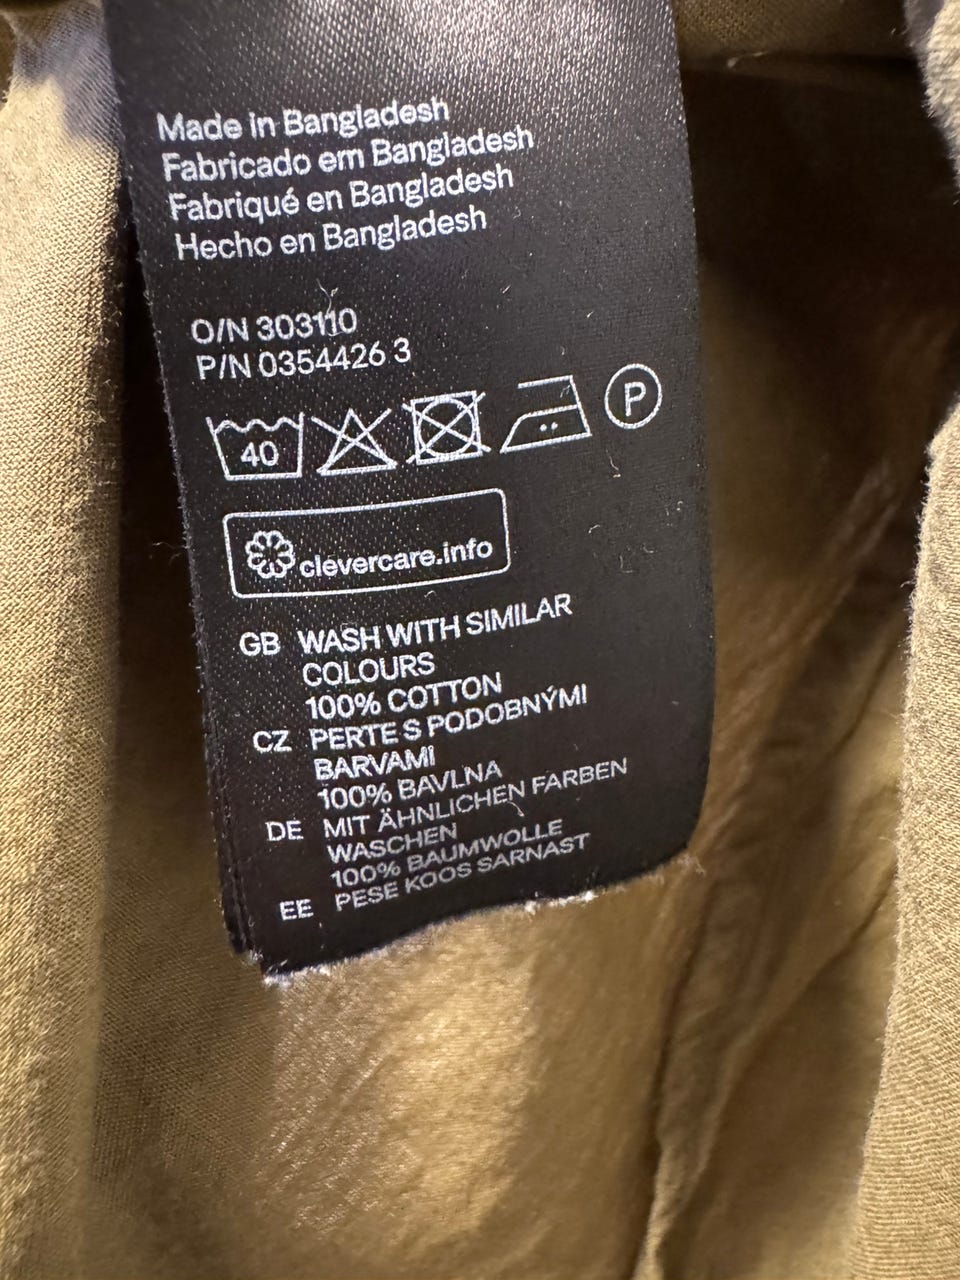 Made in Bangladesh
Fabricado em Bangladesh
Fabriqué en Bangladesh
Hecho en Bangladesh
O/N 303110
P/N 0354426 3
40 P
clevercare.info
GB WASH WITH SIMILAR
COLOURS
100% COTTON
CZ PERTE S PODOBNÝMI
BARVAMI
100% BAVLNA
DE MIT ÄHNLICHEN FARBEN
WASCHEN
100% BAUMWOLLE
EE PESE KOOS SARNAST